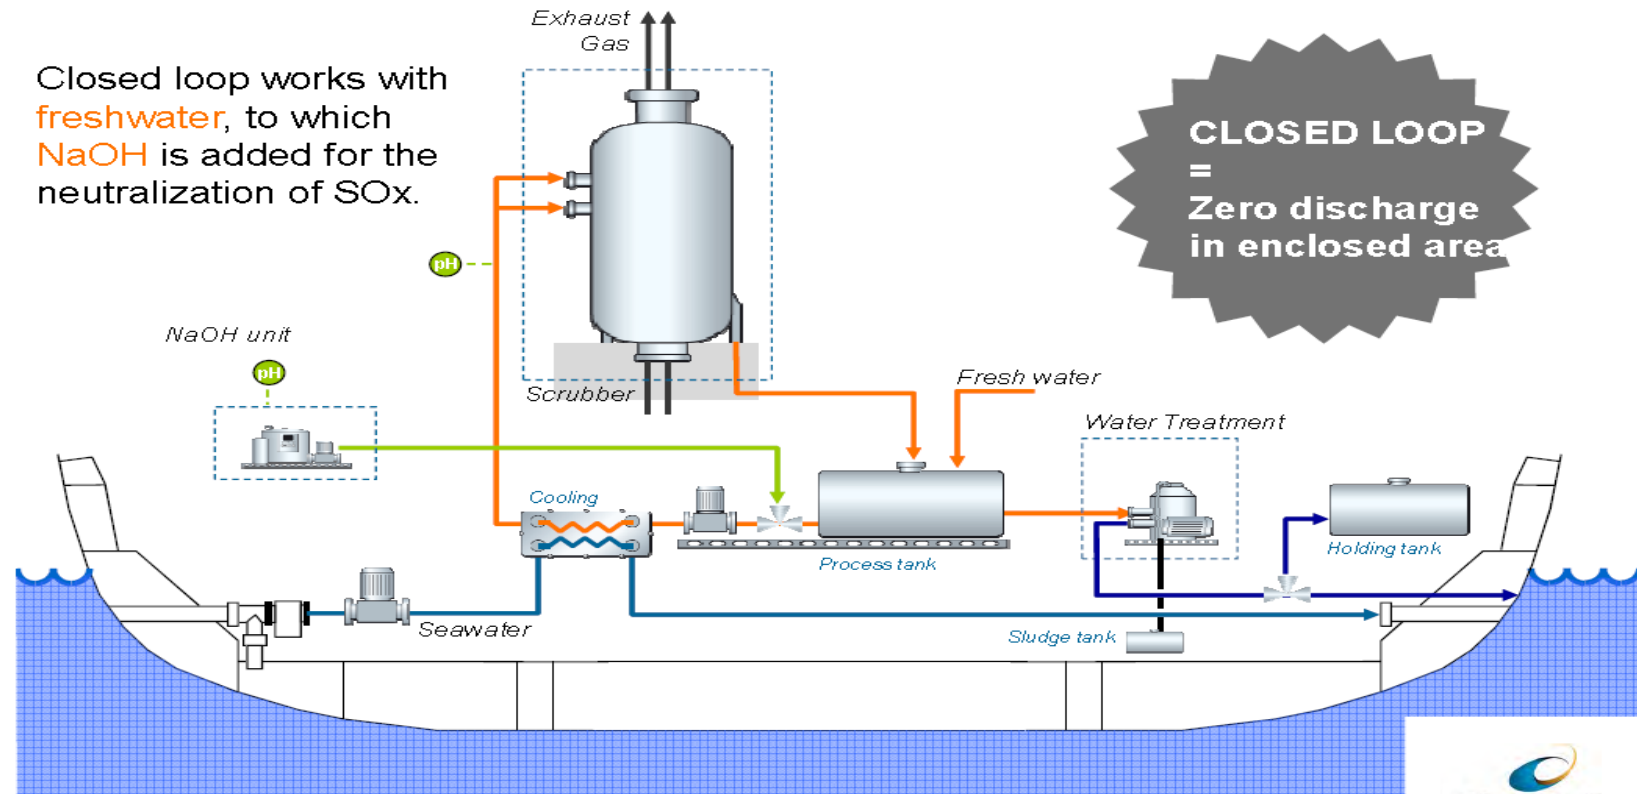 Exhaust
Gas
Closed loop works with
freshwater, to which
NaOH is added for the
neutralization of SOx.
CLOSED LOOP
=
Zero discharge
in enclosed area
pH
NaOH unit
pH
Scrubber
Fresh water
Water Treatment
Cooling
Process tank
Holding tank
Seawater
Sludge tank